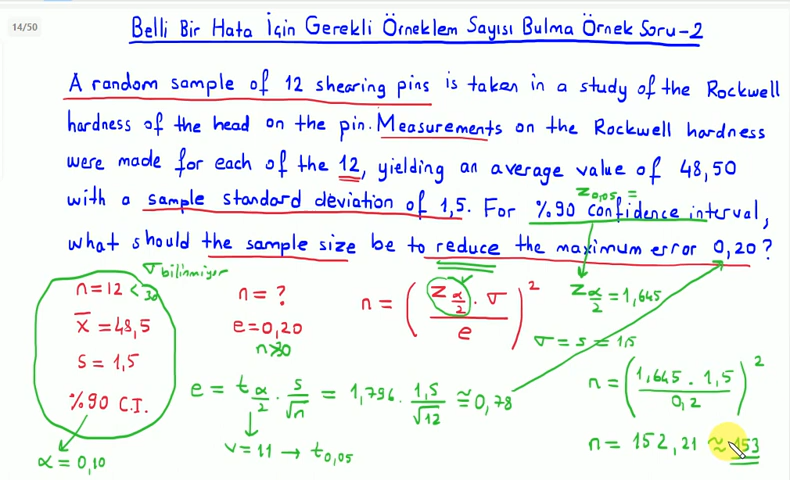 14/50
Belli Bir Hata İçin Gerekli Örneklem Sayısı Bulma Örnek Soru-2
A random sample of 12 shearing pins is taken in a study of the Rockwell
hardness of the head on the pin. Measurements on the Rockwell hardness
were made for each of the 12, yielding an average value of 48,50
Z0,05 =
with a sample standard deviation of 1,5. For %90 confidence interval,
what should the sample size be to reduce the maximum error 0,20?
σ bilinmiyor
n=12 < 30
x̄ = 48,5
s = 1,5
%90 C.I.
α = 0,10
n = ?
e = 0,20
n>30
n = (Zα/2 · σ / e)²
Zα/2 = 1,645
σ = s = 1,5
e = tα/2 · s/√n = 1,796 · 1,5/√12 ≅ 0,78
v = 11 → t0,05
n = (1,645 · 1,5 / 0,2)²
n = 152,21 ≈ 153